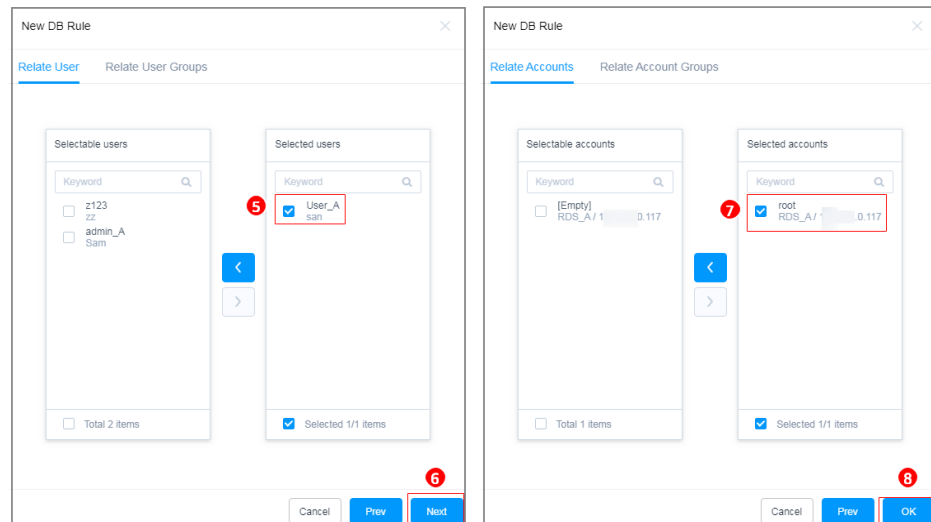 New DB Rule
Relate User Relate User Groups
Selectable users
Keyword
z123
zz
admin_A
Sam
Total 2 items
Selected users
Keyword
5
User_A
san
Selected 1/1 items
6
Cancel Prev Next
New DB Rule
Relate Accounts Relate Account Groups
Selectable accounts
Keyword
[Empty]
RDS_A / 1 0.117
Total 1 items
Selected accounts
Keyword
7
root
RDS_A / .0.117
Selected 1/1 items
8
Cancel Prev OK